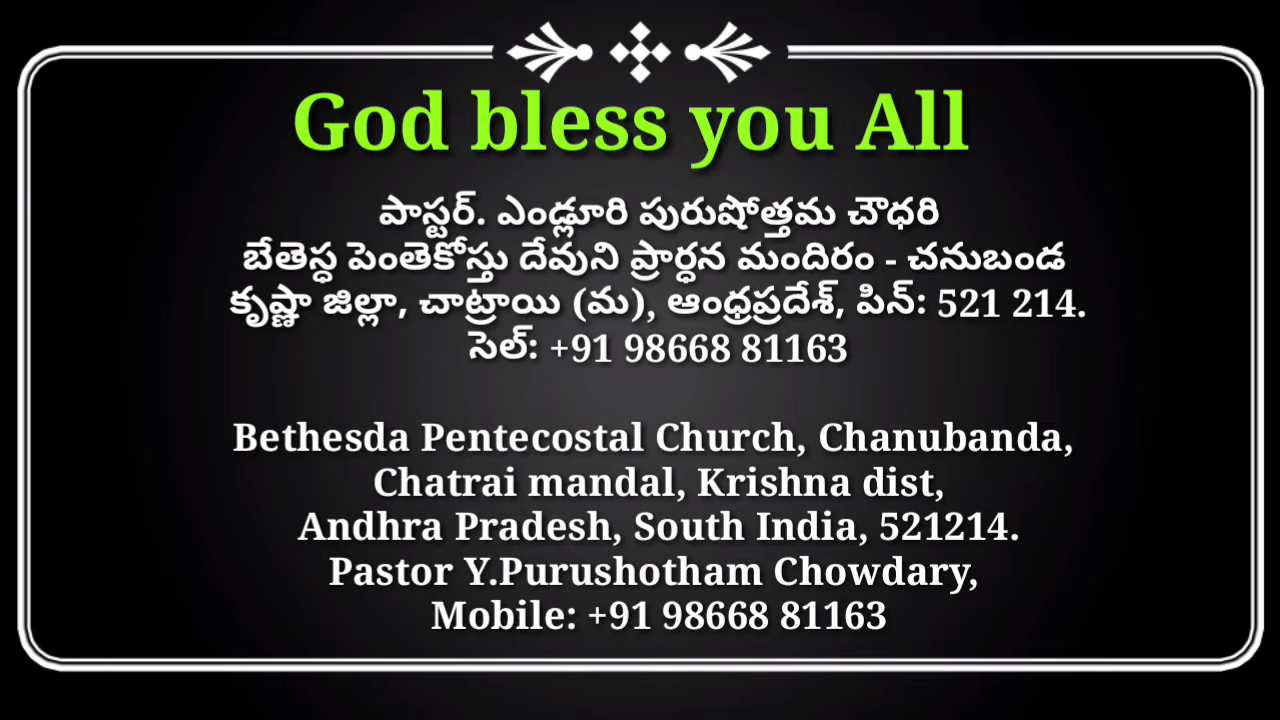 God bless you All
పాస్టర్. ఎండ్లూరి పురుషోత్తమ చౌధరి
బేతెస్ధ పెంతెకోస్తు దేవుని ప్రార్ధన మందిరం - చనుబండ
కృష్ణా జిల్లా, చాట్రాయి (మ), ఆంధ్రప్రదేశ్, పిన్: 521 214.
సెల్: +91 98668 81163
Bethesda Pentecostal Church, Chanubanda,
Chatrai mandal, Krishna dist,
Andhra Pradesh, South India, 521214.
Pastor Y.Purushotham Chowdary,
Mobile: +91 98668 81163